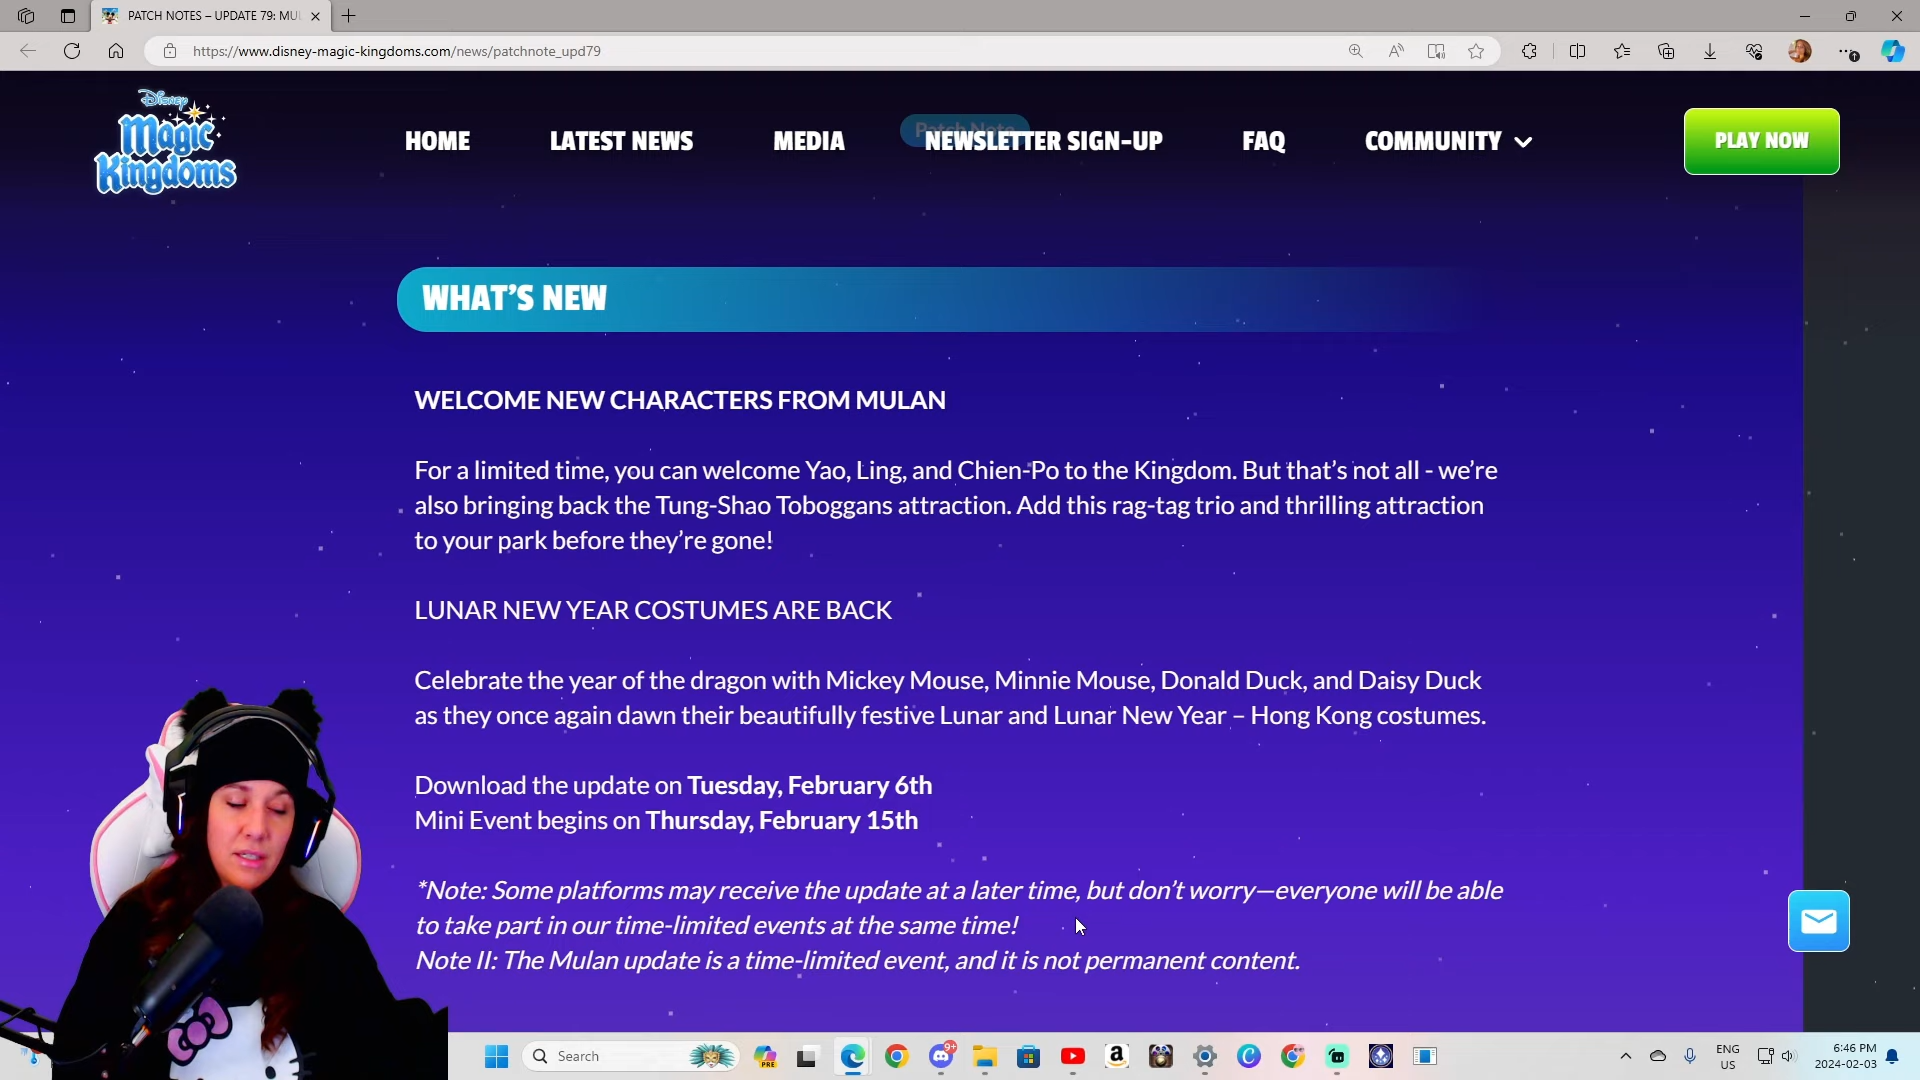 PATCH NOTES – UPDATE 79: MUL
https://www.disney-magic-kingdoms.com/news/patchnote_upd79
Disney
Magic
Kingdoms
HOME
LATEST NEWS
MEDIA
Patch Note
NEWSLETTER SIGN-UP
FAQ
COMMUNITY
PLAY NOW
WHAT'S NEW
WELCOME NEW CHARACTERS FROM MULAN
For a limited time, you can welcome Yao, Ling, and Chien-Po to the Kingdom. But that's not all - we're
also bringing back the Tung-Shao Toboggans attraction. Add this rag-tag trio and thrilling attraction
to your park before they're gone!
LUNAR NEW YEAR COSTUMES ARE BACK
Celebrate the year of the dragon with Mickey Mouse, Minnie Mouse, Donald Duck, and Daisy Duck
as they once again dawn their beautifully festive Lunar and Lunar New Year – Hong Kong costumes.
Download the update on Tuesday, February 6th
Mini Event begins on Thursday, February 15th
*Note: Some platforms may receive the update at a later time, but don't worry—everyone will be able
to take part in our time-limited events at the same time!
Note II: The Mulan update is a time-limited event, and it is not permanent content.
Search
PRE
9+
ENG
US
6:46 PM
2024-02-03